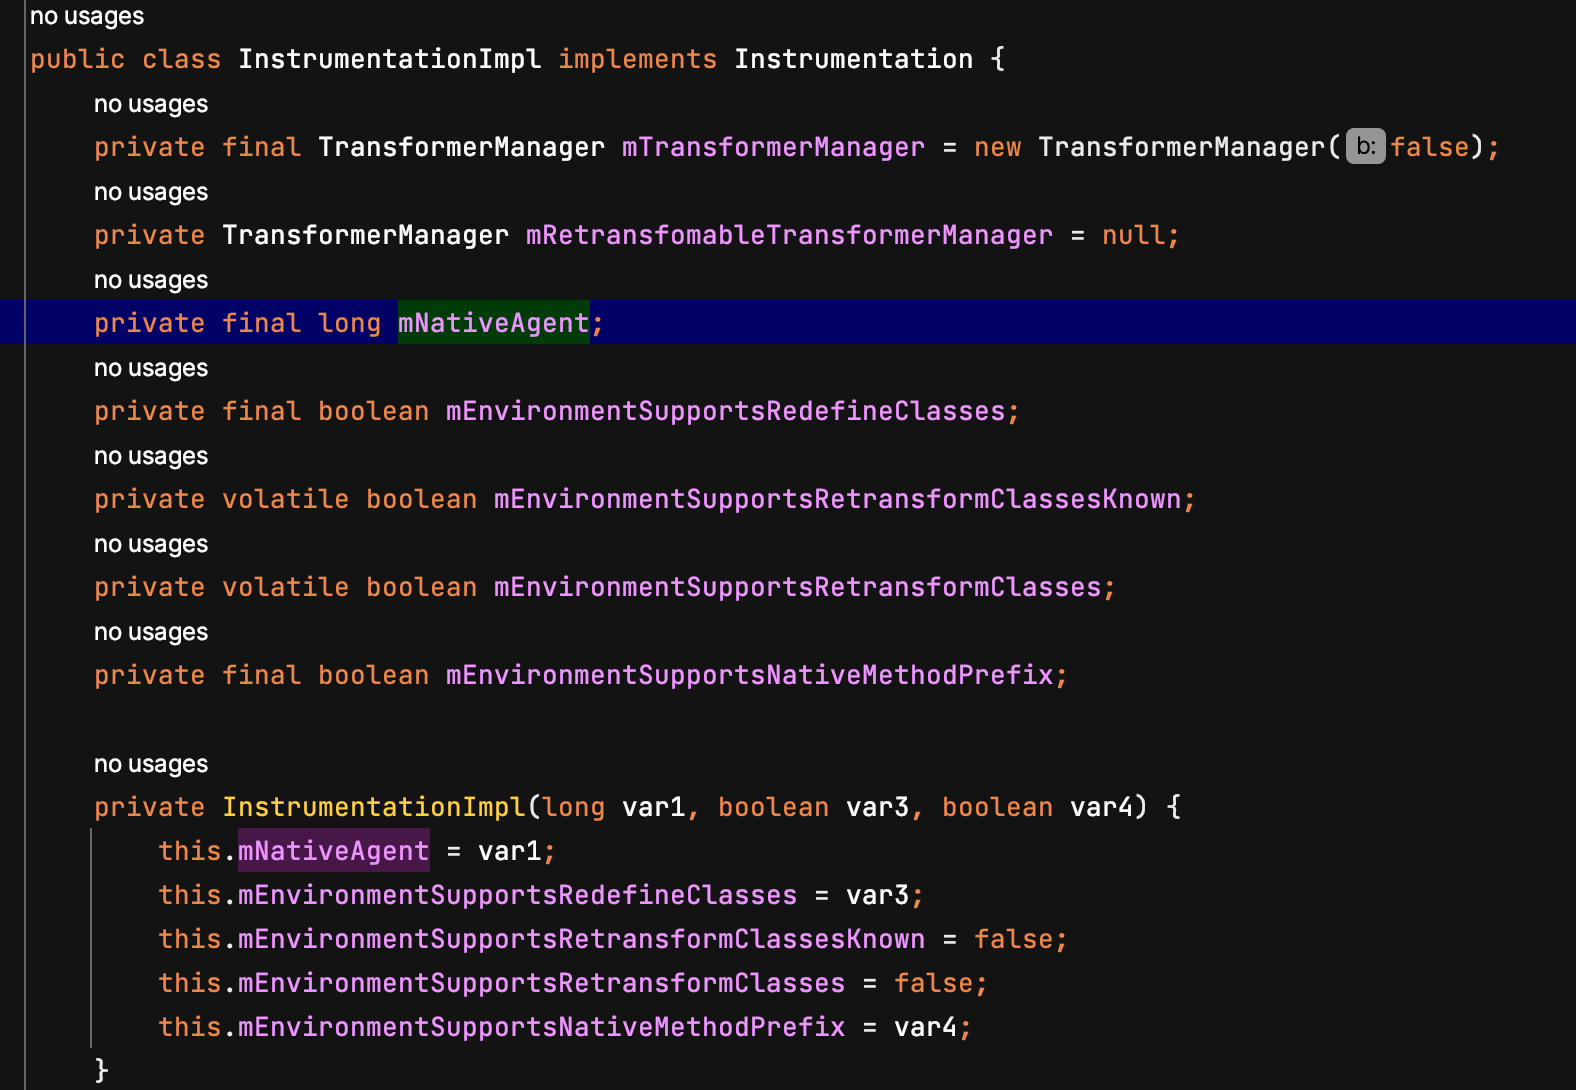 no usages
public class InstrumentationImpl implements Instrumentation {
no usages
private final TransformerManager mTransformerManager = new TransformerManager( b: false);
no usages
private TransformerManager mRetransfomableTransformerManager = null;
no usages
private final long mNativeAgent;
no usages
private final boolean mEnvironmentSupportsRedefineClasses;
no usages
private volatile boolean mEnvironmentSupportsRetransformClassesKnown;
no usages
private volatile boolean mEnvironmentSupportsRetransformClasses;
no usages
private final boolean mEnvironmentSupportsNativeMethodPrefix;
no usages
private InstrumentationImpl(long var1, boolean var3, boolean var4) {
this.mNativeAgent = var1;
this.mEnvironmentSupportsRedefineClasses = var3;
this.mEnvironmentSupportsRetransformClassesKnown = false;
this.mEnvironmentSupportsRetransformClasses = false;
this.mEnvironmentSupportsNativeMethodPrefix = var4;
}